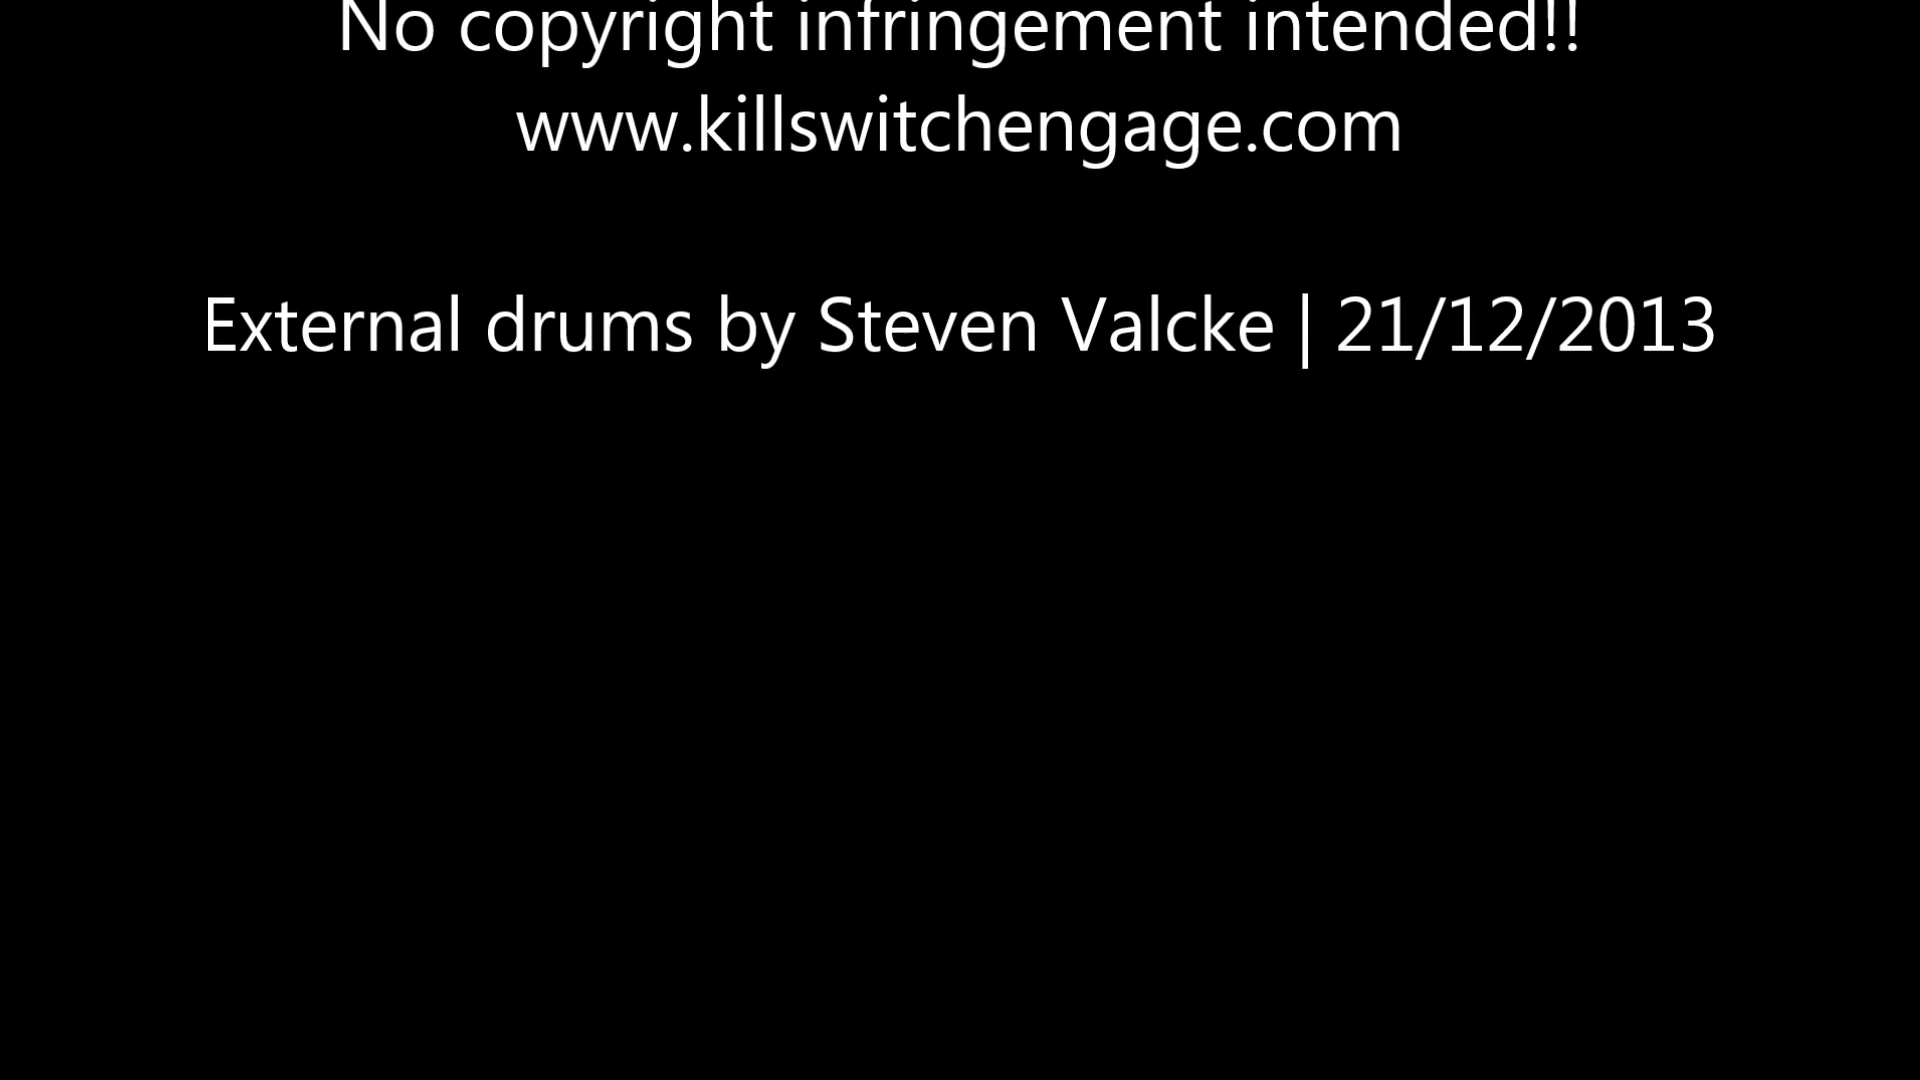 No copyright infringement intended!!
www.killswitchengage.com
External drums by Steven Valcke | 21/12/2013